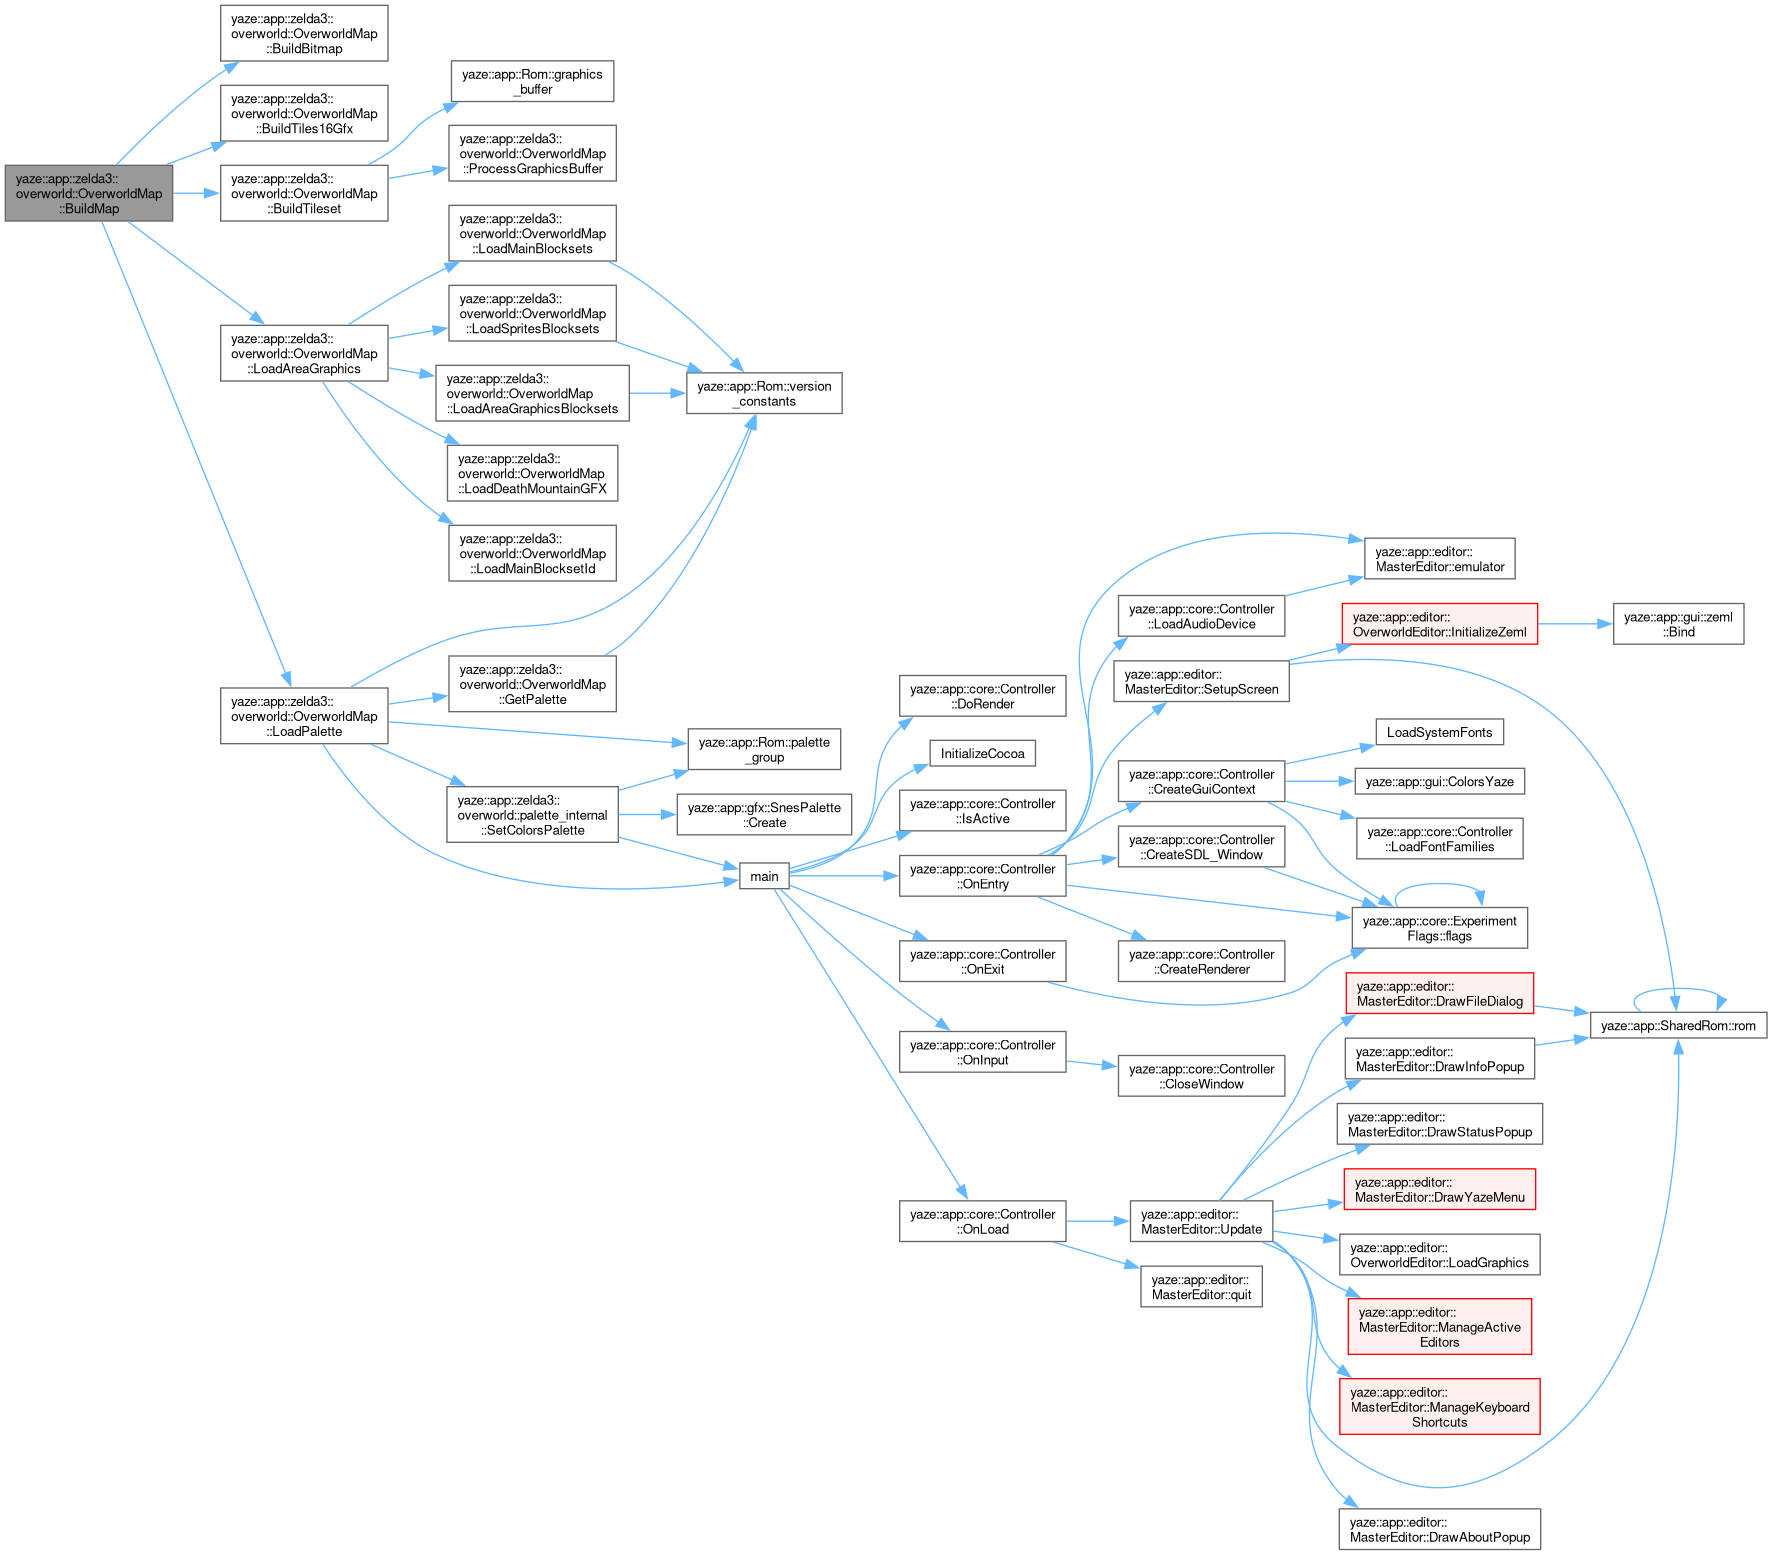 yaze::app::zelda3::
overworld::OverworldMap
::BuildMap
yaze::app::zelda3::
overworld::OverworldMap
::BuildBitmap
yaze::app::zelda3::
overworld::OverworldMap
::BuildTiles16Gfx
yaze::app::zelda3::
overworld::OverworldMap
::BuildTileset
yaze::app::zelda3::
overworld::OverworldMap
::LoadAreaGraphics
yaze::app::zelda3::
overworld::OverworldMap
::LoadPalette
yaze::app::Rom::graphics
_buffer
yaze::app::zelda3::
overworld::OverworldMap
::ProcessGraphicsBuffer
yaze::app::zelda3::
overworld::OverworldMap
::LoadMainBlocksets
yaze::app::zelda3::
overworld::OverworldMap
::LoadSpritesBlocksets
yaze::app::zelda3::
overworld::OverworldMap
::LoadAreaGraphicsBlocksets
yaze::app::zelda3::
overworld::OverworldMap
::LoadDeathMountainGFX
yaze::app::zelda3::
overworld::OverworldMap
::LoadMainBlocksetId
yaze::app::zelda3::
overworld::OverworldMap
::GetPalette
yaze::app::zelda3::
overworld::palette_internal
::SetColorsPalette
yaze::app::Rom::version
_constants
yaze::app::Rom::palette
_group
yaze::app::gfx::SnesPalette
::Create
main
yaze::app::core::Controller
::DoRender
InitializeCocoa
yaze::app::core::Controller
::IsActive
yaze::app::core::Controller
::OnEntry
yaze::app::core::Controller
::OnExit
yaze::app::core::Controller
::OnInput
yaze::app::core::Controller
::OnLoad
yaze::app::core::Controller
::LoadAudioDevice
yaze::app::editor::
MasterEditor::SetupScreen
yaze::app::core::Controller
::CreateGuiContext
yaze::app::core::Controller
::CreateSDL_Window
yaze::app::core::Controller
::CreateRenderer
yaze::app::core::Controller
::CloseWindow
yaze::app::editor::
MasterEditor::Update
yaze::app::editor::
MasterEditor::quit
yaze::app::editor::
MasterEditor::emulator
yaze::app::editor::
OverworldEditor::InitializeZeml
LoadSystemFonts
yaze::app::gui::ColorsYaze
yaze::app::core::Controller
::LoadFontFamilies
yaze::app::core::Experiment
Flags::flags
yaze::app::editor::
MasterEditor::DrawFileDialog
yaze::app::editor::
MasterEditor::DrawInfoPopup
yaze::app::editor::
MasterEditor::DrawStatusPopup
yaze::app::editor::
MasterEditor::DrawYazeMenu
yaze::app::editor::
OverworldEditor::LoadGraphics
yaze::app::editor::
MasterEditor::ManageActive
Editors
yaze::app::editor::
MasterEditor::ManageKeyboard
Shortcuts
yaze::app::editor::
MasterEditor::DrawAboutPopup
yaze::app::gui::zeml
::Bind
yaze::app::SharedRom::rom